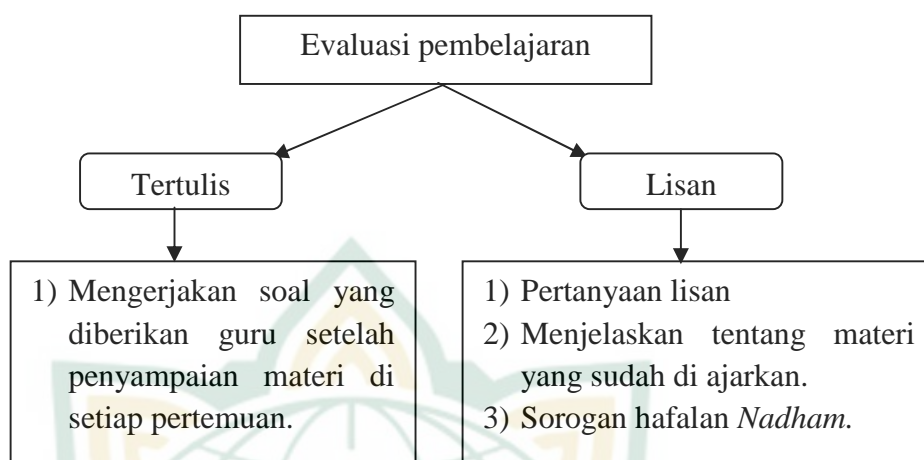 Evaluasi pembelajaran
Tertulis
Lisan
1) Mengerjakan soal yang
diberikan guru setelah
penyampaian materi di
setiap pertemuan.
1) Pertanyaan lisan
2) Menjelaskan tentang materi
yang sudah di ajarkan.
3) Sorogan hafalan Nadham.